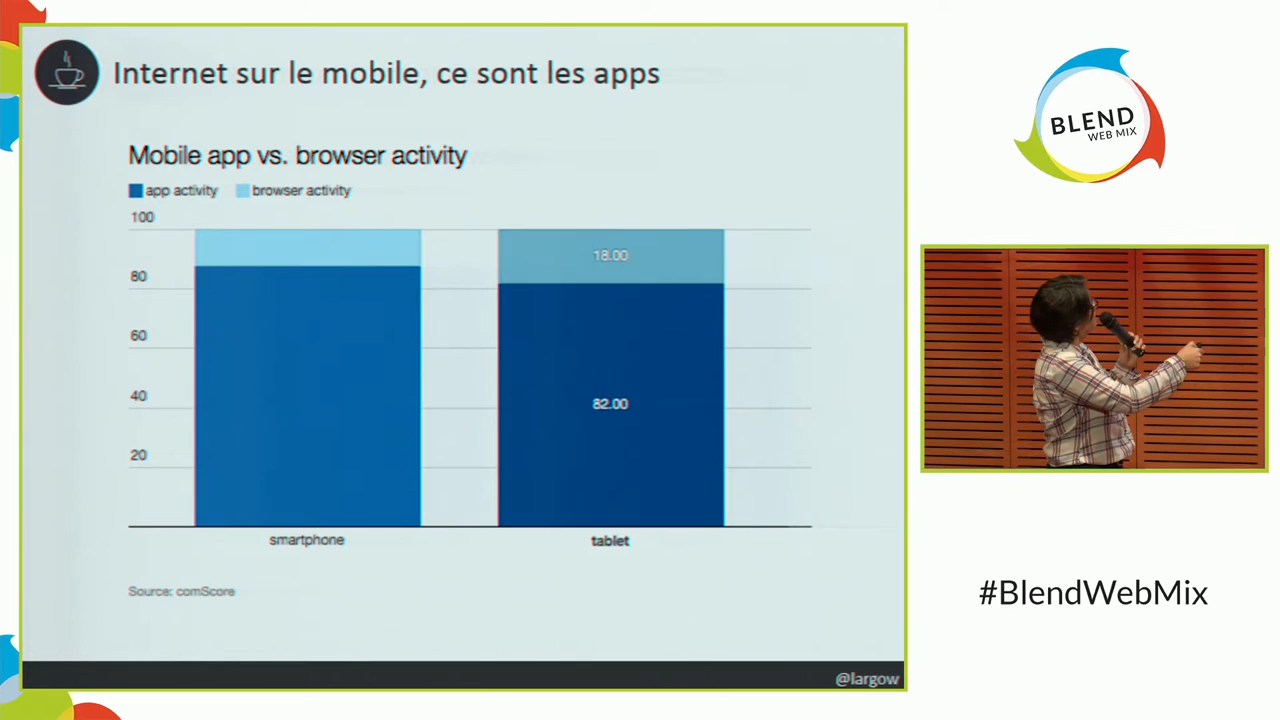 Internet sur le mobile, ce sont les apps
Mobile app vs. browser activity
app activity browser activity
100
80
60
40
20
18.00
82.00
smartphone tablet
Source: comScore
@largow
BLEND
WEB MIX
#BlendWebMix